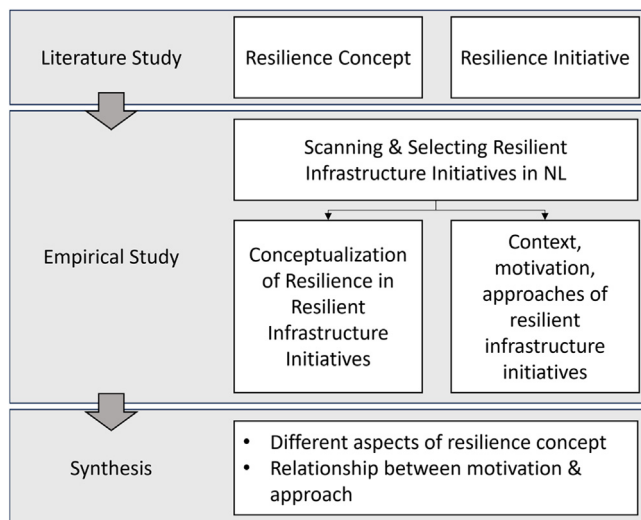 Literature Study
Resilience Concept
Resilience Initiative
Scanning & Selecting Resilient
Infrastructure Initiatives in NL
Empirical Study
Conceptualization
of Resilience in
Resilient
Infrastructure
Initiatives
Context,
motivation,
approaches of
resilient
infrastructure
initiatives
Synthesis
• Different aspects of resilience concept
• Relationship between motivation &
approach